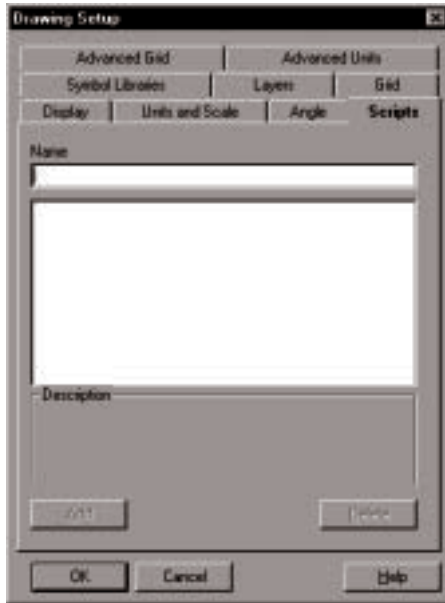 Drawing Setup
Advanced Grid Advanced Units
Symbol Libraries Layers Grid
Display Units and Scale Angle Scripts
Name
Description
Add Delete
OK Cancel Help